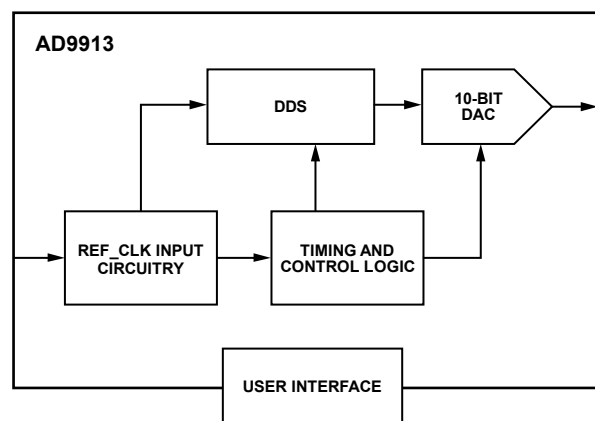 AD9913
DDS
10-BIT
DAC
REF_CLK INPUT
CIRCUITRY
TIMING AND
CONTROL LOGIC
USER INTERFACE